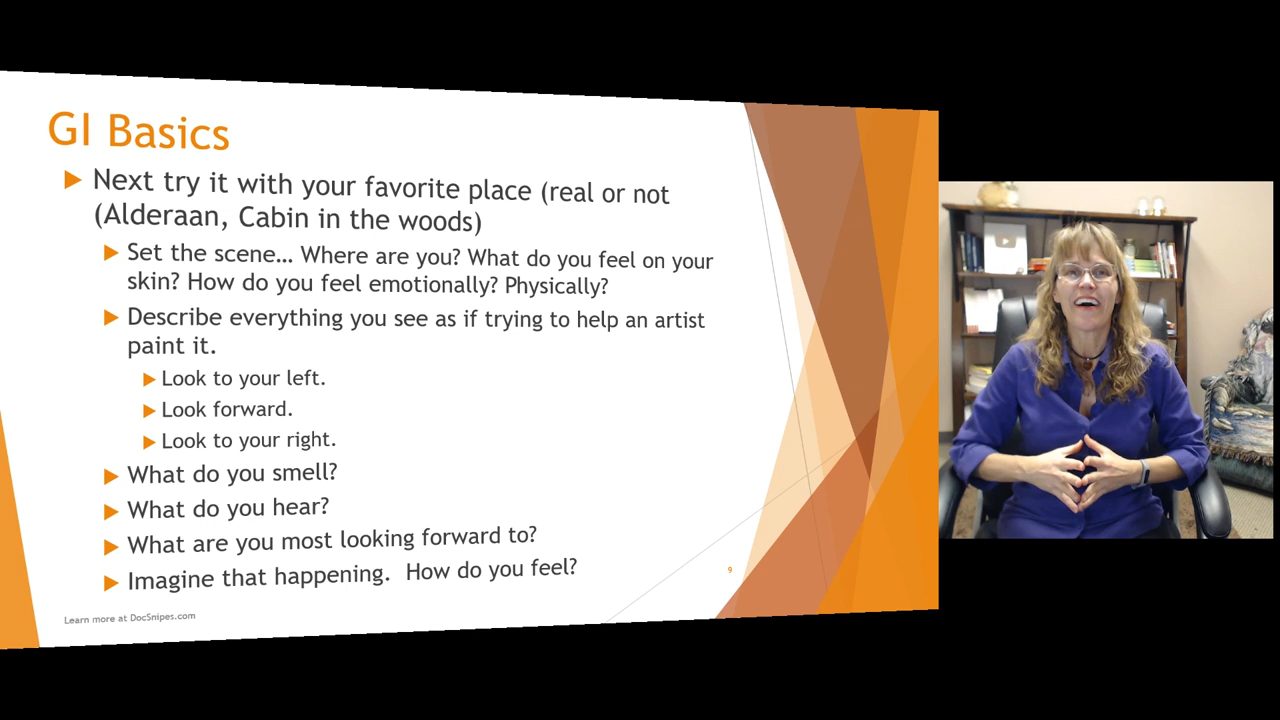 GI Basics
Next try it with your favorite place (real or not
(Alderaan, Cabin in the woods)
Set the scene… Where are you? What do you feel on your
skin? How do you feel emotionally? Physically?
Describe everything you see as if trying to help an artist
paint it.
Look to your left.
Look forward.
Look to your right.
What do you smell?
What do you hear?
What are you most looking forward to?
Imagine that happening.  How do you feel?
9
Learn more at DocSnipes.com